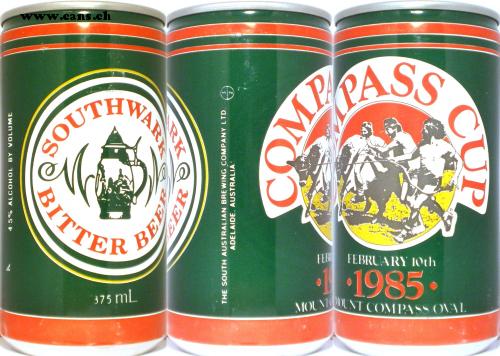 www.cans.ch
4.5% ALCOHOL BY VOLUME
SOUTHWARK
BITTER BEER
375 mL
THE SOUTH AUSTRALIAN BREWING COMPANY LTD
ADELAIDE, AUSTRALIA
COMPASS CUP
FEBRUARY 10th
·1985·
MOUNT COMPASS OVAL